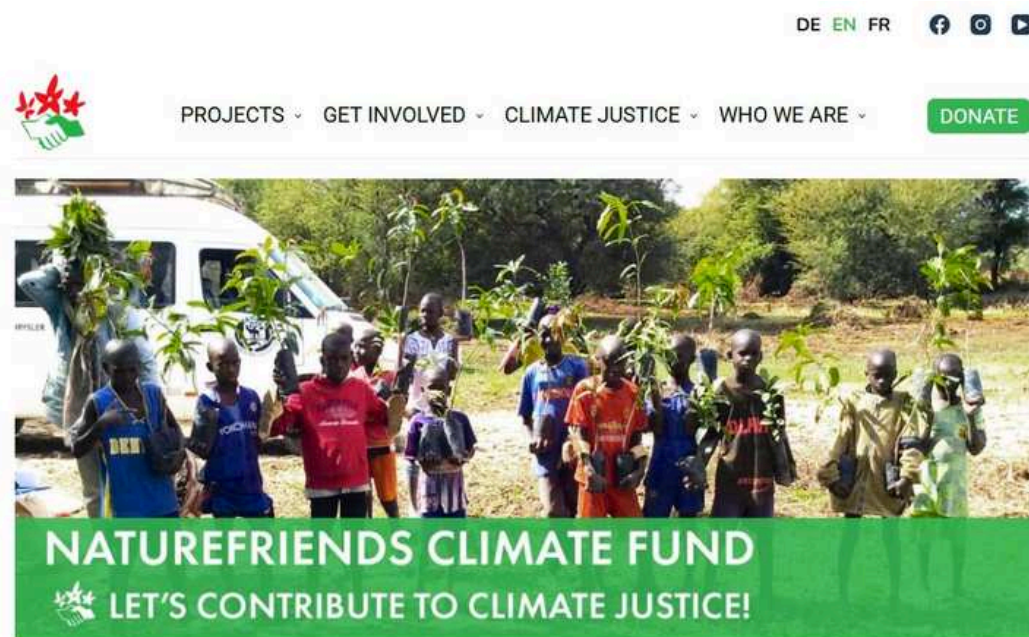 DE EN FR
PROJECTS GET INVOLVED CLIMATE JUSTICE WHO WE ARE DONATE
NATUREFRIENDS CLIMATE FUND
LET'S CONTRIBUTE TO CLIMATE JUSTICE!